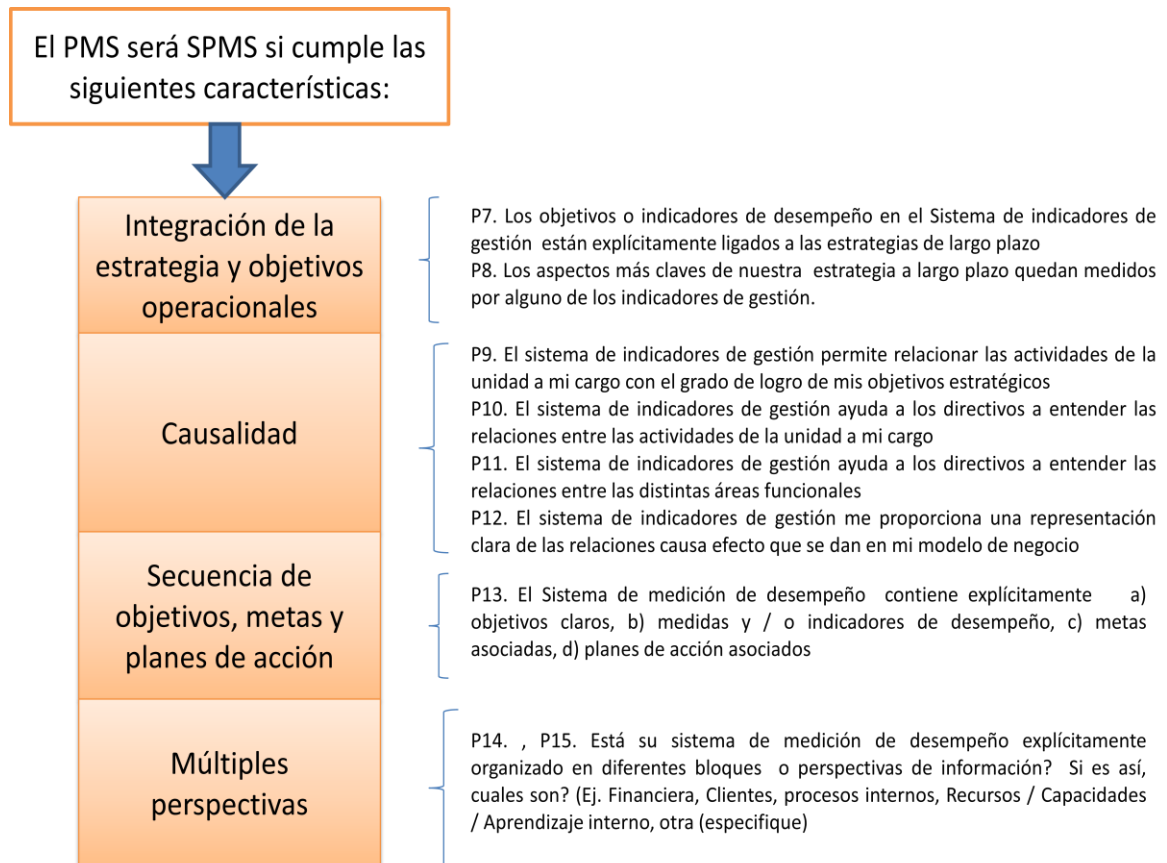 El PMS será SPMS si cumple las
siguientes características:
Integración de la
estrategia y objetivos
operacionales
P7. Los objetivos o indicadores de desempeño en el Sistema de indicadores de
gestión están explícitamente ligados a las estrategias de largo plazo
P8. Los aspectos más claves de nuestra estrategia a largo plazo quedan medidos
por alguno de los indicadores de gestión.
Causalidad
P9. El sistema de indicadores de gestión permite relacionar las actividades de la
unidad a mi cargo con el grado de logro de mis objetivos estratégicos
P10. El sistema de indicadores de gestión ayuda a los directivos a entender las
relaciones entre las actividades de la unidad a mi cargo
P11. El sistema de indicadores de gestión ayuda a los directivos a entender las
relaciones entre las distintas áreas funcionales
P12. El sistema de indicadores de gestión me proporciona una representación
clara de las relaciones causa efecto que se dan en mi modelo de negocio
Secuencia de
objetivos, metas y
planes de acción
P13. El Sistema de medición de desempeño contiene explícitamente a)
objetivos claros, b) medidas y / o indicadores de desempeño, c) metas
asociadas, d) planes de acción asociados
Múltiples
perspectivas
P14. , P15. Está su sistema de medición de desempeño explícitamente
organizado en diferentes bloques o perspectivas de información? Si es así,
cuales son? (Ej. Financiera, Clientes, procesos internos, Recursos / Capacidades
/ Aprendizaje interno, otra (especifique)